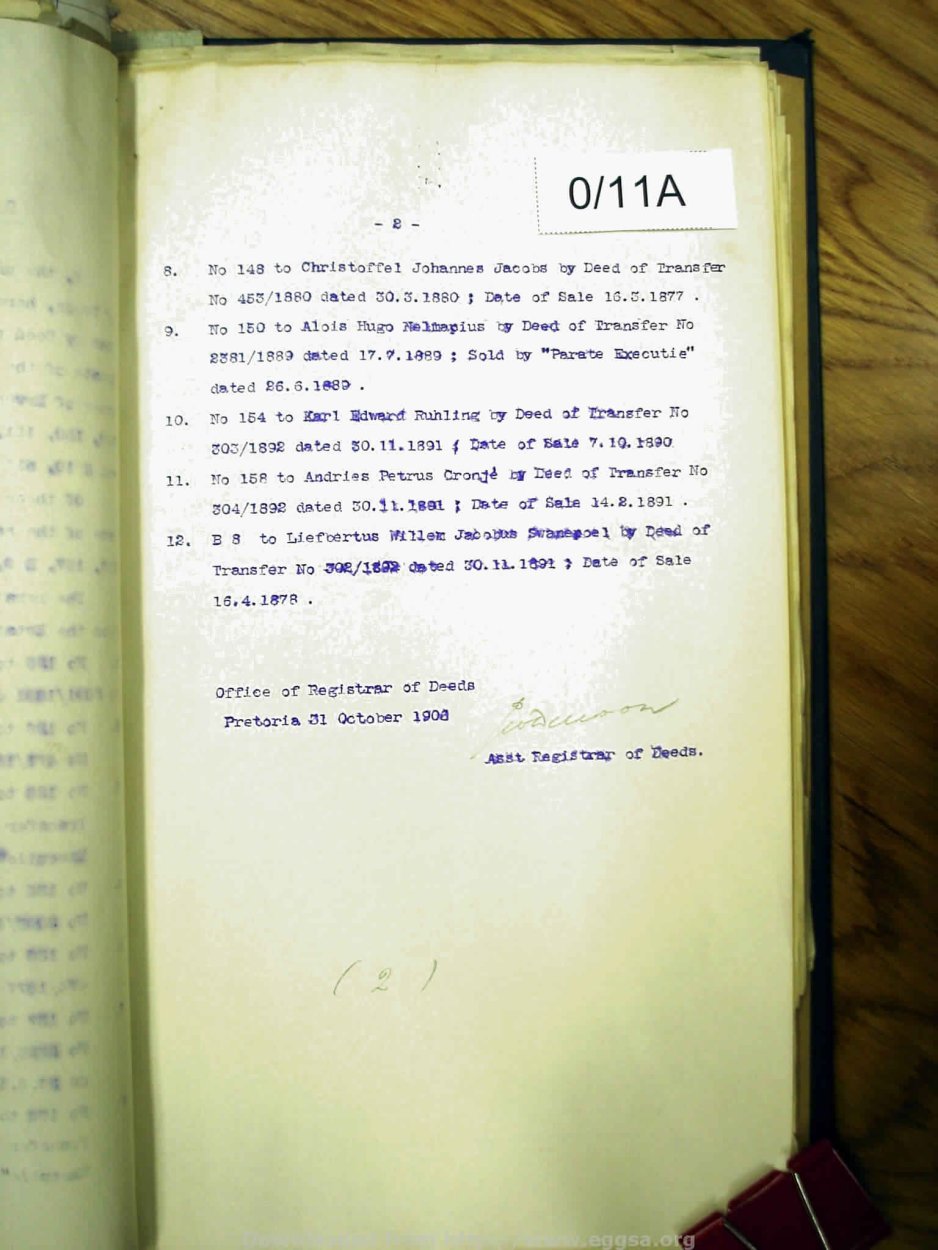 0/11A
- 2 -
8. No 148 to Christoffel Johannes Jacobs by Deed of Transfer
No 453/1880 dated 30.3.1880 ; Date of Sale 16.3.1877 .
9. No 150 to Alois Hugo Nelmapius by Deed of Transfer No
2381/1889 dated 17.7.1889 ; Sold by "Parate Executie"
dated 26.6.1889 .
10. No 154 to Karl Edward Ruhling by Deed of Transfer No
303/1892 dated 30.11.1891 ; Date of Sale 7.10.1890
11. No 158 to Andries Petrus Cronjé by Deed of Transfer No
304/1892 dated 30.11.1891 ; Date of Sale 14.2.1891 .
12. B 8 to Liefbertus Willem Jacobus Swanepoel by Deed of
Transfer No 302/1892 dated 30.11.1891 ; Date of Sale
16.4.1878 .
Office of Registrar of Deeds
Pretoria 31 October 1906
Asst Registrar of Deeds.
( 2 )
www.eggsa.org